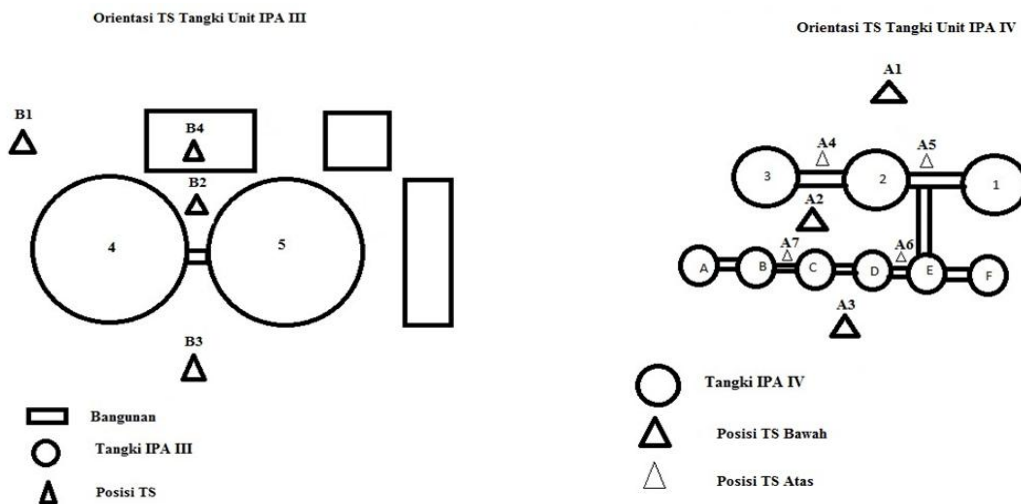 Orientasi TS Tangki Unit IPA III
B1
B4
B2
4
5
B3
Bangunan
Tangki IPA III
Posisi TS
Orientasi TS Tangki Unit IPA IV
A1
A4
A5
3
2
1
A2
A7
A6
A
B
C
D
E
F
A3
Tangki IPA IV
Posisi TS Bawah
Posisi TS Atas